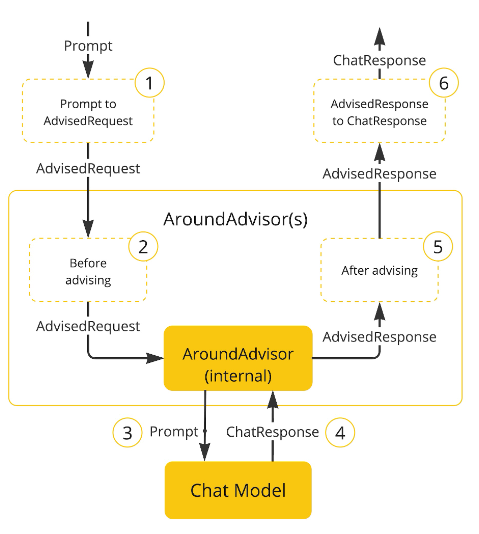 Prompt
1
Prompt to
AdvisedRequest
AdvisedRequest
AroundAdvisor(s)
2
Before
advising
AdvisedRequest
AroundAdvisor
(internal)
3
Prompt
ChatResponse
4
Chat Model
AdvisedResponse
5
After advising
AdvisedResponse
6
AdvisedResponse
to ChatResponse
ChatResponse